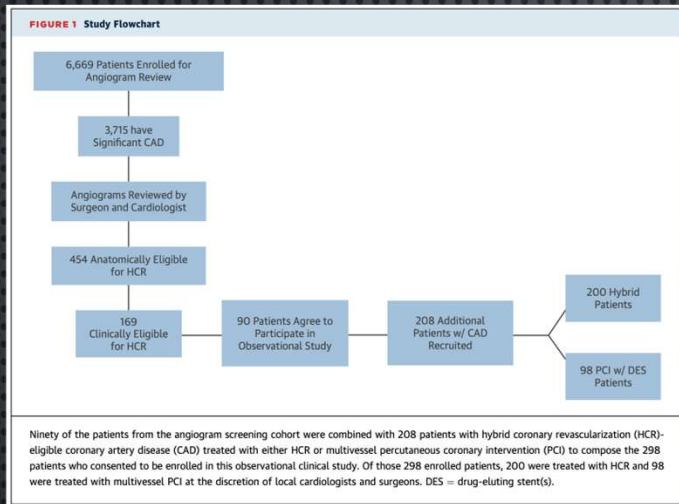 FIGURE 1 Study Flowchart
6,669 Patients Enrolled for
Angiogram Review
3,715 have
Significant CAD
Angiograms Reviewed by
Surgeon and Cardiologist
454 Anatomically Eligible
for HCR
169
Clinically Eligible
for HCR
90 Patients Agree to
Participate in
Observational Study
208 Additional
Patients w/ CAD
Recruited
200 Hybrid
Patients
98 PCI w/ DES
Patients
Ninety of the patients from the angiogram screening cohort were combined with 208 patients with hybrid coronary revascularization (HCR)-
eligible coronary artery disease (CAD) treated with either HCR or multivessel percutaneous coronary intervention (PCI) to compose the 298
patients who consented to be enrolled in this observational clinical study. Of those 298 enrolled patients, 200 were treated with HCR and 98
were treated with multivessel PCI at the discretion of local cardiologists and surgeons. DES = drug-eluting stent(s).